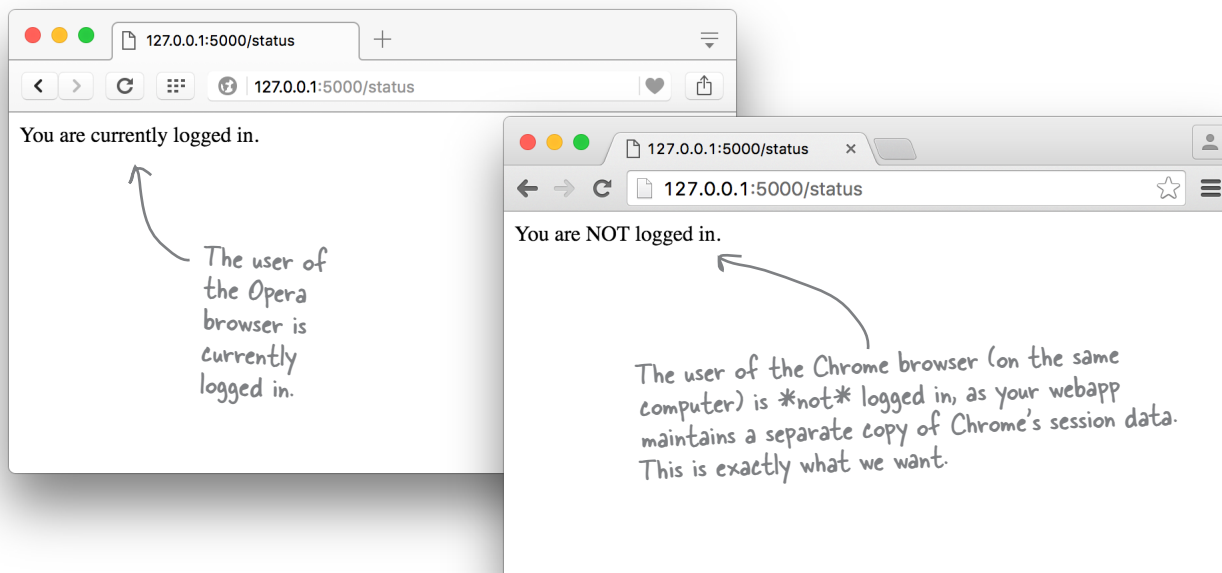 127.0.0.1:5000/status
127.0.0.1:5000/status
You are currently logged in.
The user of
the Opera
browser is
currently
logged in.
127.0.0.1:5000/status
127.0.0.1:5000/status
You are NOT logged in.
The user of the Chrome browser (on the same
computer) is *not* logged in, as your webapp
maintains a separate copy of Chrome's session data.
This is exactly what we want.